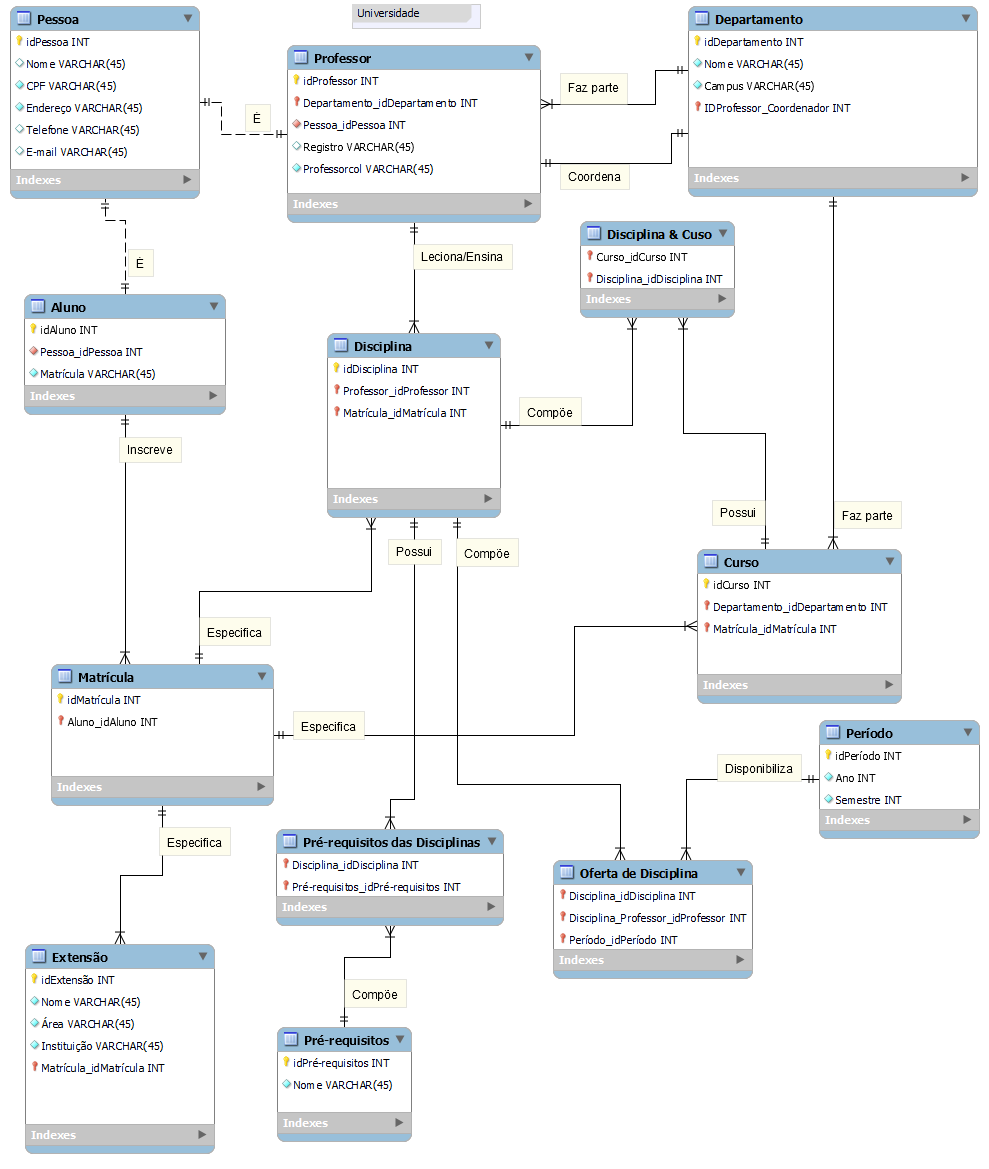 Universidade
Pessoa
idPessoa INT
Nome VARCHAR(45)
CPF VARCHAR(45)
Endereço VARCHAR(45)
Telefone VARCHAR(45)
E-mail VARCHAR(45)
Indexes
É
Professor
idProfessor INT
Departamento_idDepartamento INT
Pessoa_idPessoa INT
Registro VARCHAR(45)
Professorcol VARCHAR(45)
Indexes
Faz parte
Coordena
Departamento
idDepartamento INT
Nome VARCHAR(45)
Campus VARCHAR(45)
IDProfessor_Coordenador INT
Indexes
É
Leciona/Ensina
Disciplina & Cuso
Curso_idCurso INT
Disciplina_idDisciplina INT
Indexes
Aluno
idAluno INT
Pessoa_idPessoa INT
Matrícula VARCHAR(45)
Indexes
Inscreve
Disciplina
idDisciplina INT
Professor_idProfessor INT
Matrícula_idMatrícula INT
Indexes
Compõe
Possui
Faz parte
Possui
Compõe
Curso
idCurso INT
Departamento_idDepartamento INT
Matrícula_idMatrícula INT
Indexes
Especifica
Matrícula
idMatrícula INT
Aluno_idAluno INT
Indexes
Especifica
Período
idPeríodo INT
Ano INT
Semestre INT
Indexes
Disponibiliza
Especifica
Pré-requisitos das Disciplinas
Disciplina_idDisciplina INT
Pré-requisitos_idPré-requisitos INT
Indexes
Oferta de Disciplina
Disciplina_idDisciplina INT
Disciplina_Professor_idProfessor INT
Período_idPeríodo INT
Indexes
Extensão
idExtensão INT
Nome VARCHAR(45)
Área VARCHAR(45)
Instituição VARCHAR(45)
Matrícula_idMatrícula INT
Indexes
Compõe
Pré-requisitos
idPré-requisitos INT
Nome VARCHAR(45)
Indexes